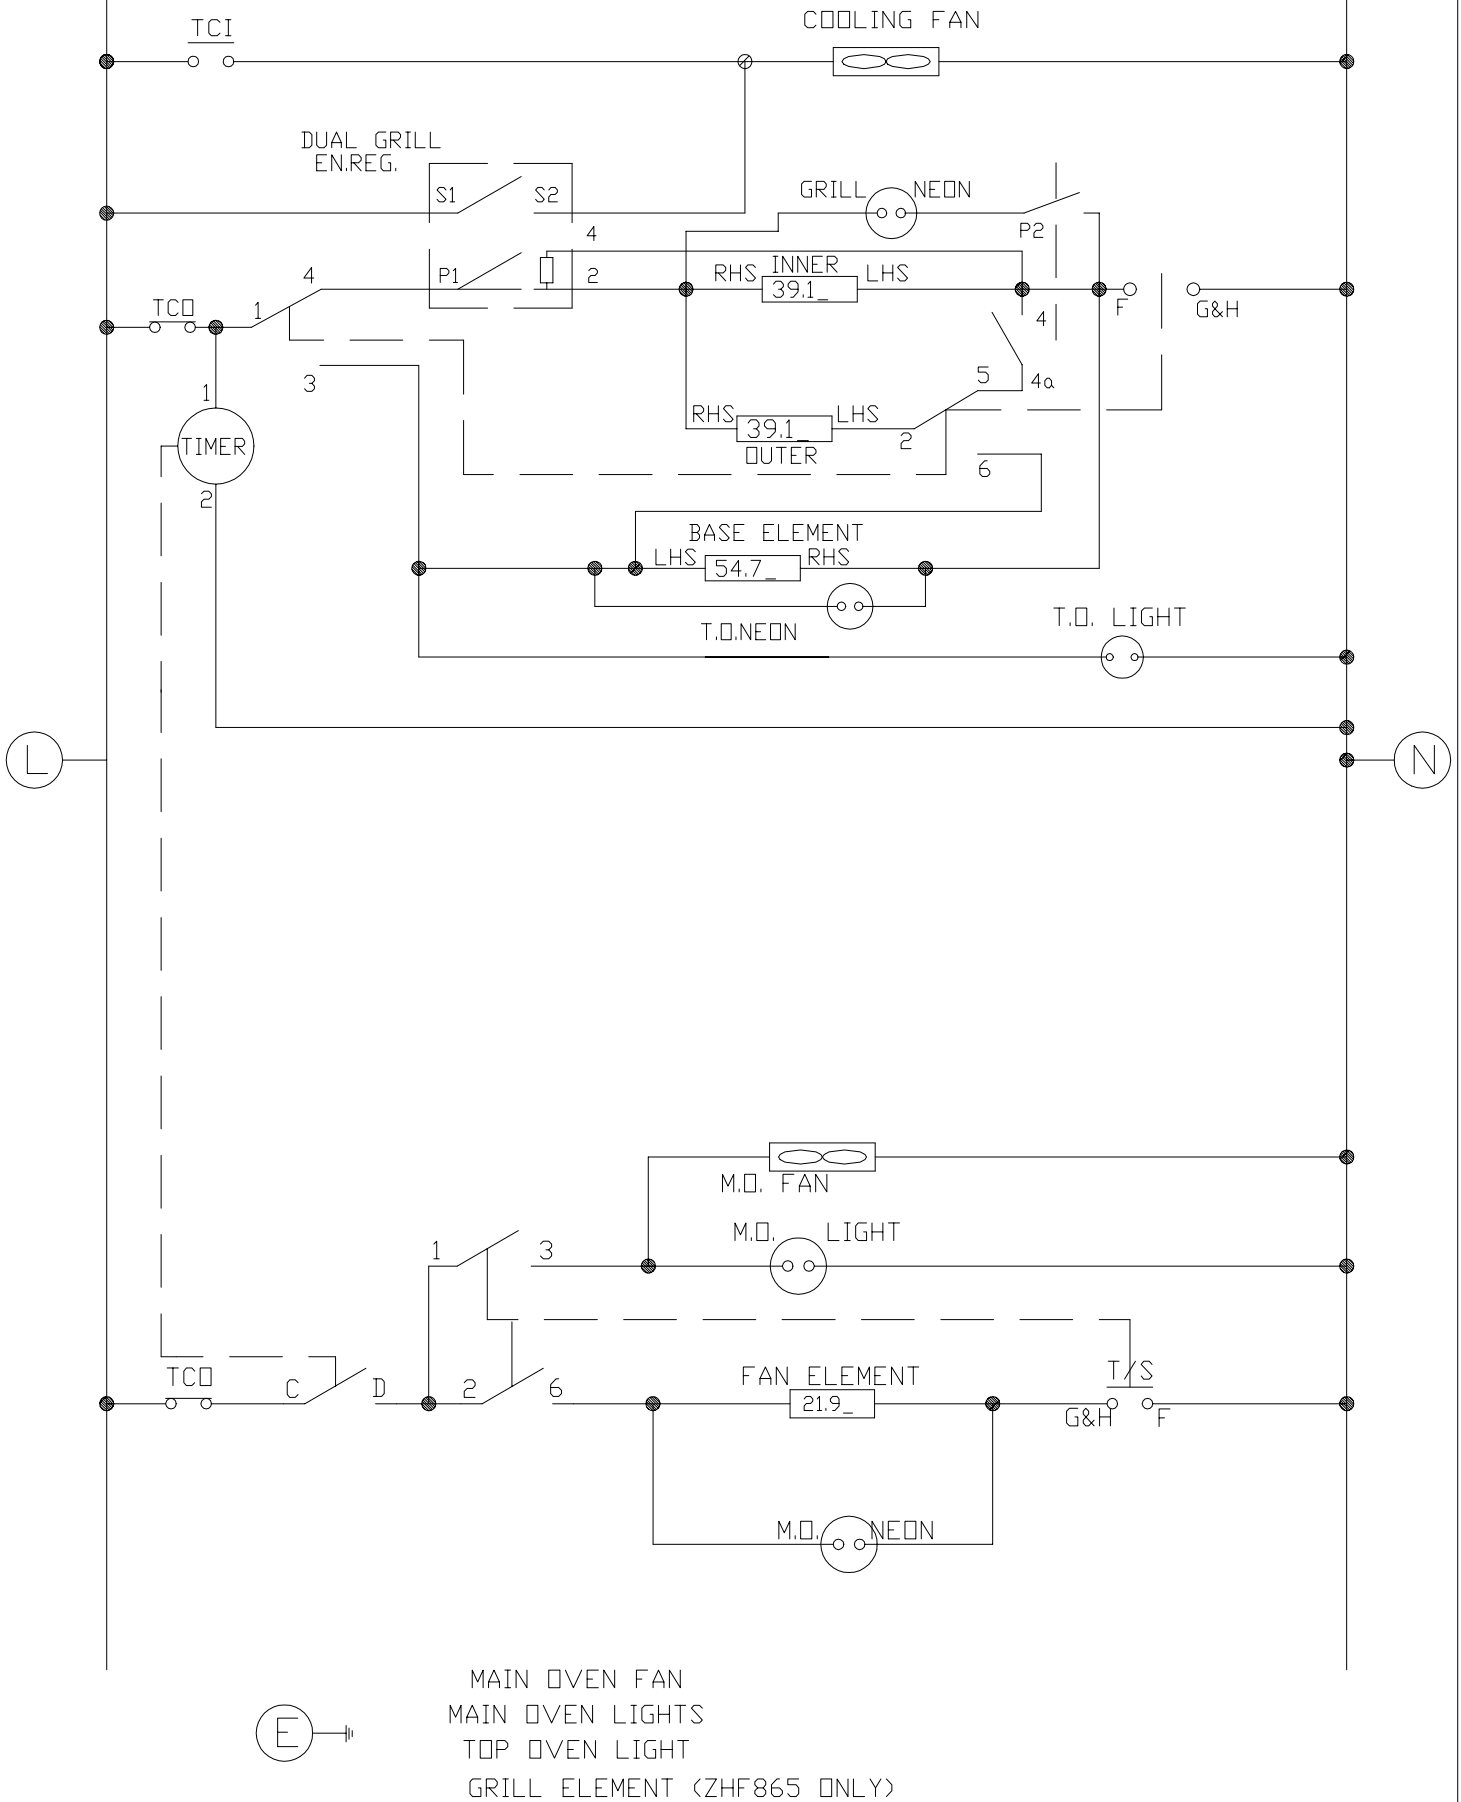 COOLING FAN
TCI
DUAL GRILL
EN.REG.
S1 S2
GRILL NEON
P2
4
4
P1
2
INNER
RHS LHS
39.1_
F
G&H
TCO
1
4
3
5
4a
1
RHS LHS
39.1_
2
OUTER
TIMER
6
2
BASE ELEMENT
LHS RHS
54.7_
T.O. LIGHT
T.O.NEON
L
N
M.O. FAN
M.O. LIGHT
1 3
TCO
C D 2 6
FAN ELEMENT
T/S
21.9_
G&H F
M.O. NEON
MAIN OVEN FAN
MAIN OVEN LIGHTS
E
TOP OVEN LIGHT
GRILL ELEMENT (ZHF865 ONLY)